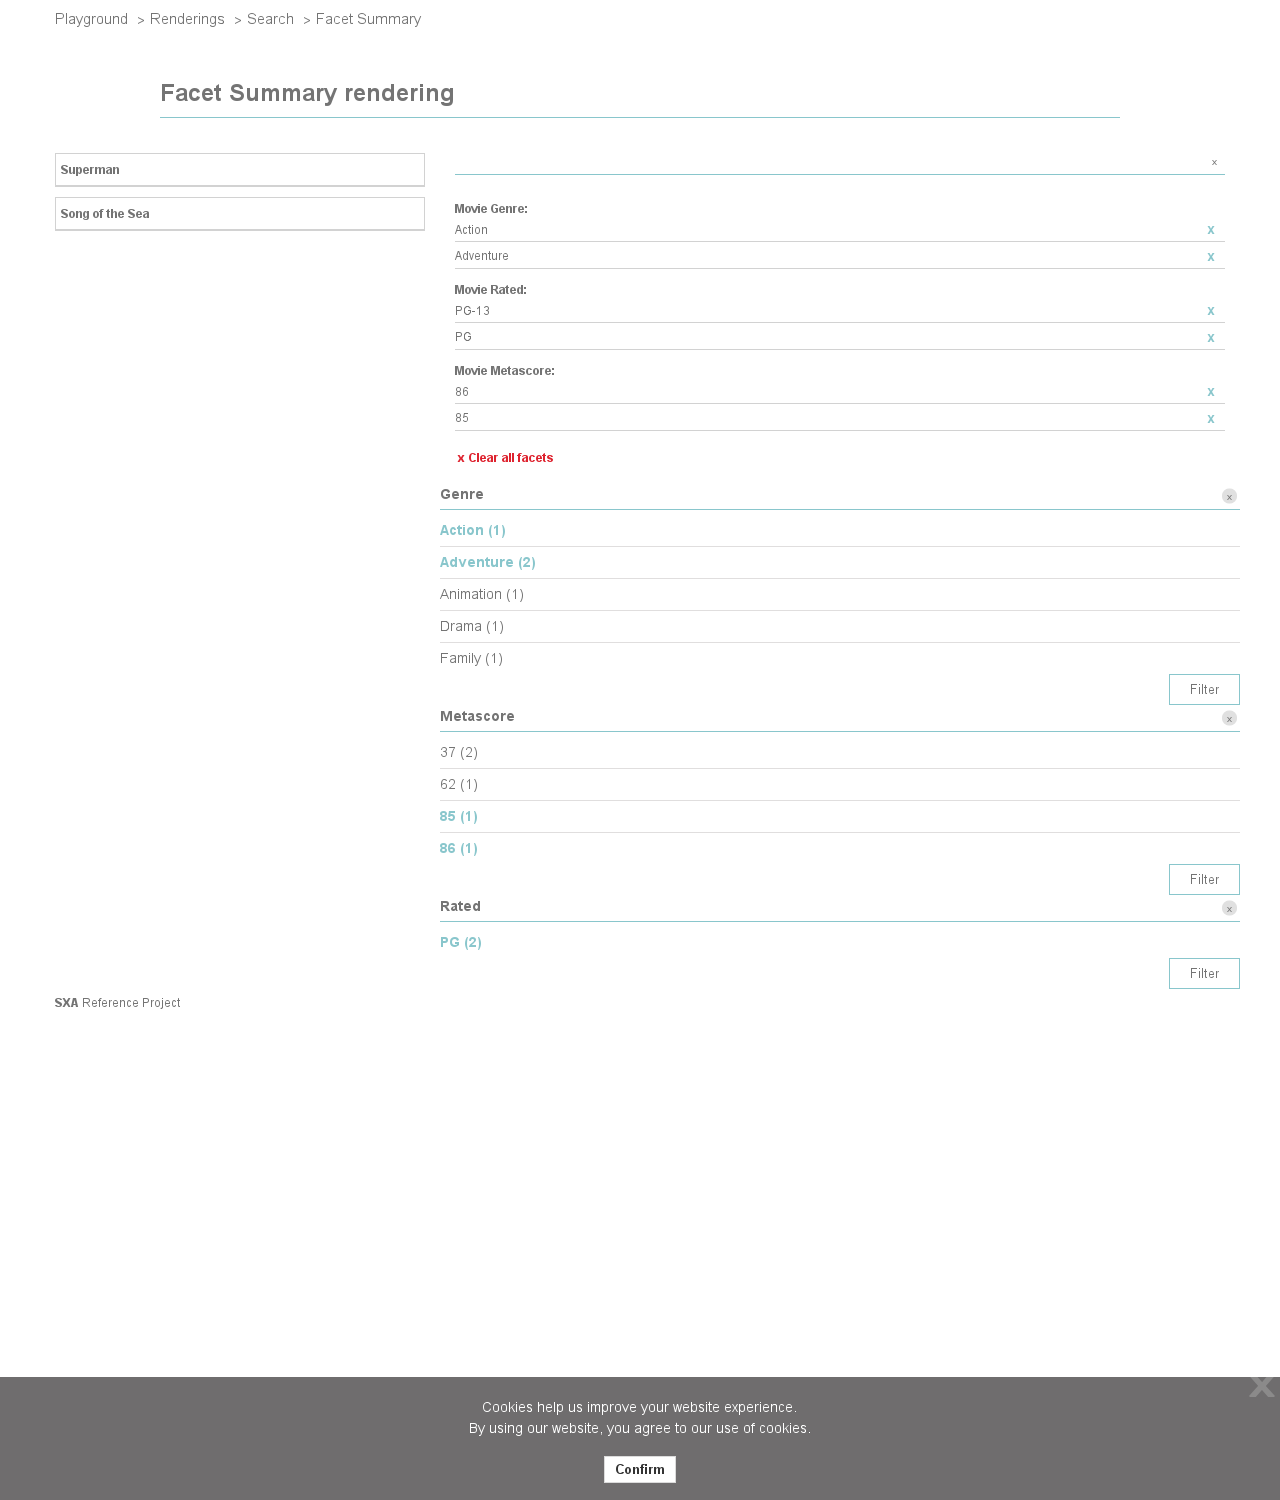 Playground > Renderings > Search > Facet Summary
Facet Summary rendering
Superman
Song of the Sea
x
Movie Genre:
Action x
Adventure x
Movie Rated:
PG-13 x
PG x
Movie Metascore:
86 x
85 x
x Clear all facets
Genre x
Action (1)
Adventure (2)
Animation (1)
Drama (1)
Family (1)
Filter
Metascore x
37 (2)
62 (1)
85 (1)
86 (1)
Filter
Rated x
PG (2)
Filter
SXA Reference Project
X
Cookies help us improve your website experience.
By using our website, you agree to our use of cookies.
Confirm